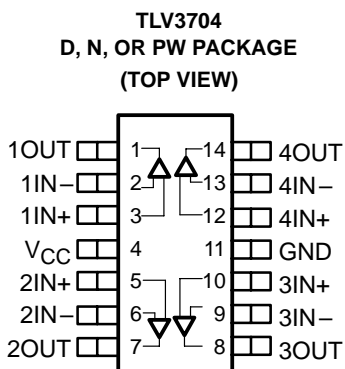 TLV3704
D, N, OR PW PACKAGE
(TOP VIEW)
1OUT 1 14 4OUT
1IN− 2 13 4IN−
1IN+ 3 12 4IN+
VCC 4 11 GND
2IN+ 5 10 3IN+
2IN− 6 9 3IN−
2OUT 7 8 3OUT